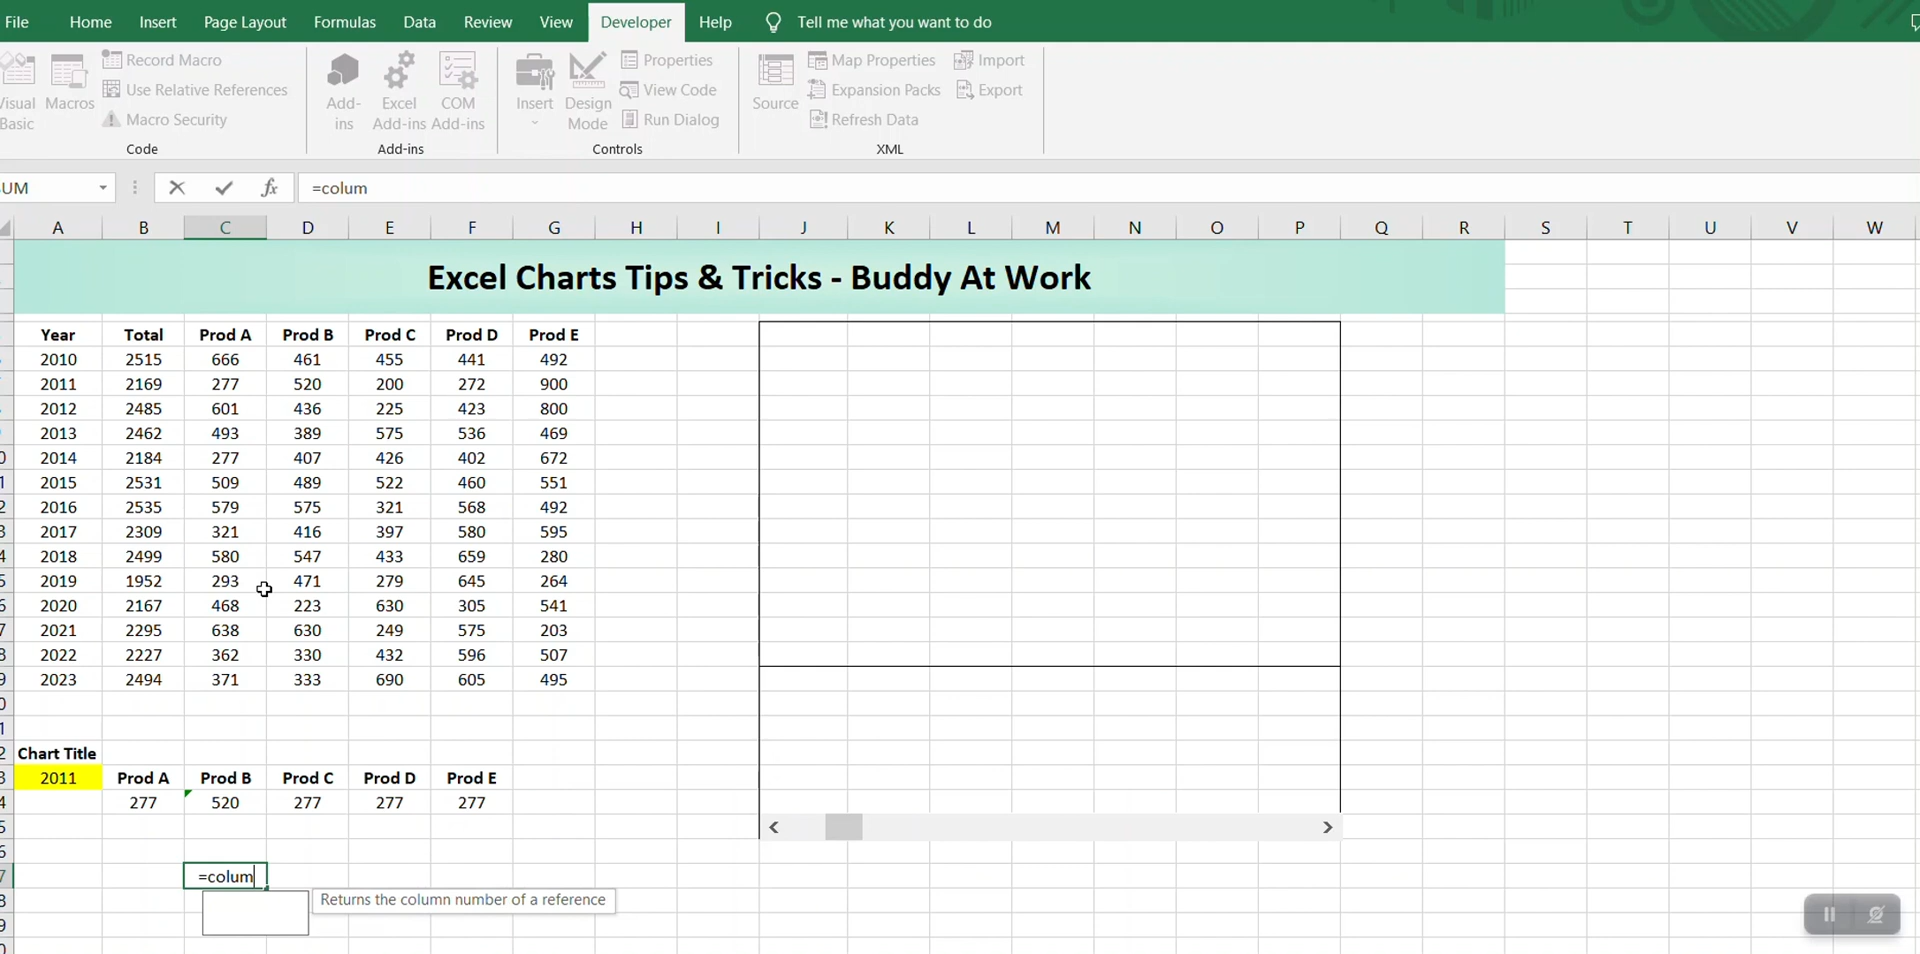 File Home Insert Page Layout Formulas Data Review View Developer Help Tell me what you want to do
Visual Basic
Macros
Record Macro
Use Relative References
Macro Security
Code
Add-ins
Excel Add-ins
COM Add-ins
Add-ins
Insert
Design Mode
Properties
View Code
Run Dialog
Controls
Source
Map Properties
Expansion Packs
Refresh Data
Import
Export
XML
UM fx =colum
A B C D E F G H I J K L M N O P Q R S T U V W
Excel Charts Tips & Tricks - Buddy At Work
Year Total Prod A Prod B Prod C Prod D Prod E
2010 2515 666 461 455 441 492
2011 2169 277 520 200 272 900
2012 2485 601 436 225 423 800
2013 2462 493 389 575 536 469
2014 2184 277 407 426 402 672
2015 2531 509 489 522 460 551
2016 2535 579 575 321 568 492
2017 2309 321 416 397 580 595
2018 2499 580 547 433 659 280
2019 1952 293 471 279 645 264
2020 2167 468 223 630 305 541
2021 2295 638 630 249 575 203
2022 2227 362 330 432 596 507
2023 2494 371 333 690 605 495
Chart Title
2011 Prod A Prod B Prod C Prod D Prod E
277 520 277 277 277
=colum
Returns the column number of a reference